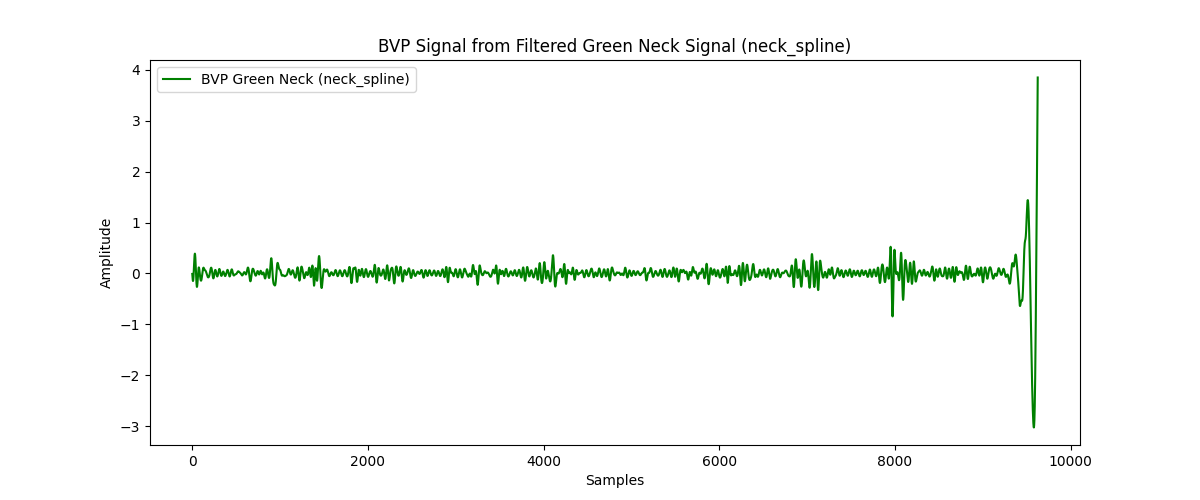 BVP Signal from Filtered Green Neck Signal (neck_spline)
BVP Green Neck (neck_spline)
Amplitude
4
3
2
1
0
−1
−2
−3
0 2000 4000 6000 8000 10000
Samples